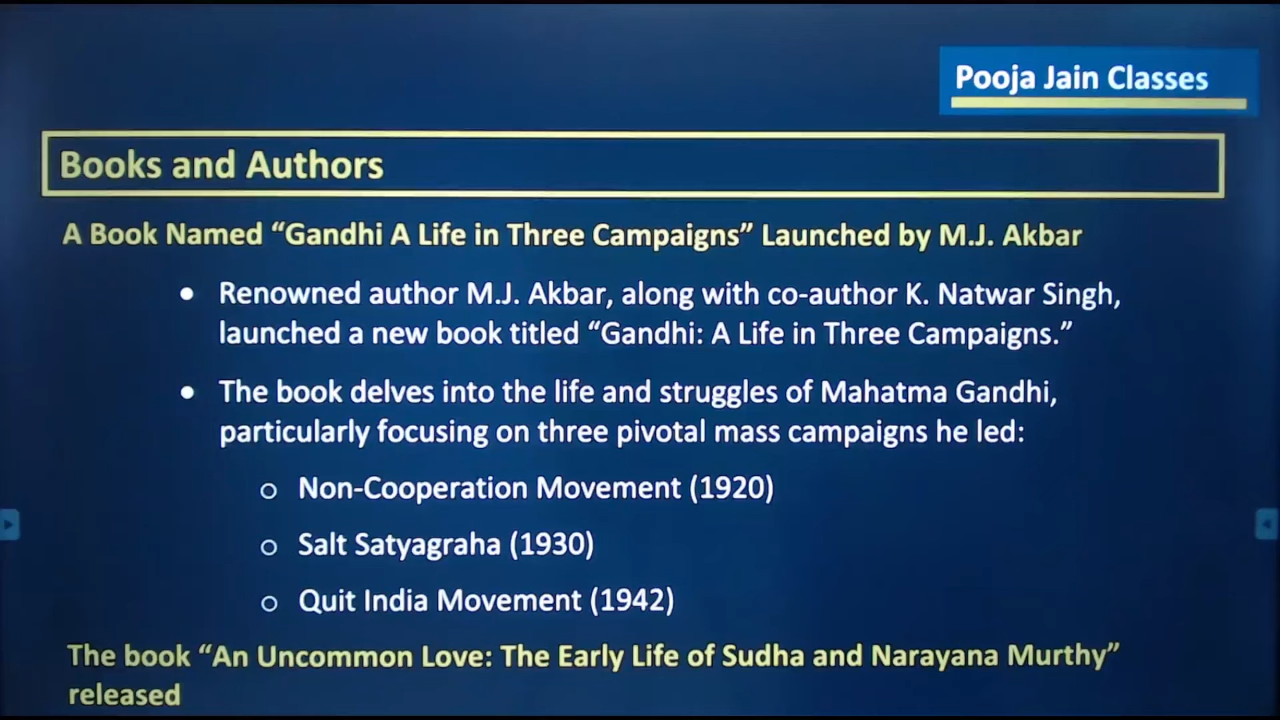 Pooja Jain Classes
Books and Authors
A Book Named “Gandhi A Life in Three Campaigns” Launched by M.J. Akbar
• Renowned author M.J. Akbar, along with co-author K. Natwar Singh,
launched a new book titled “Gandhi: A Life in Three Campaigns.”
• The book delves into the life and struggles of Mahatma Gandhi,
particularly focusing on three pivotal mass campaigns he led:
o Non-Cooperation Movement (1920)
o Salt Satyagraha (1930)
o Quit India Movement (1942)
The book “An Uncommon Love: The Early Life of Sudha and Narayana Murthy”
released